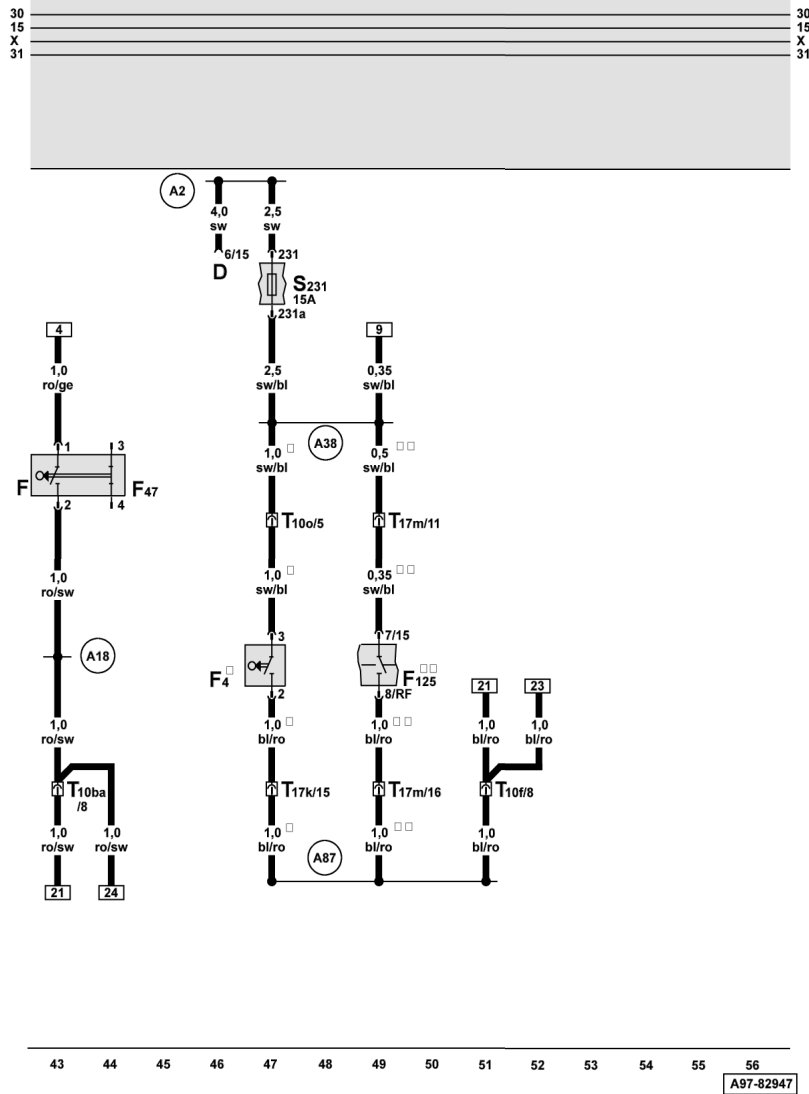 30 30
15 15
X X
31 31
A2
4,0 2,5
sw sw
6/15 231
D
S231
15A
231a
4 9
1,0 2,5 0,35
ro/ge sw/bl sw/bl
A38
1 3 1,0 □ 0,5 □□
sw/bl sw/bl
F F47
2 4
T10o/5 T17m/11
1,0 1,0 □ 0,35 □□
ro/sw sw/bl sw/bl
3 7/15
A18
F4 □ F125 □□
2 8/RF
21 23
1,0 1,0 □ 1,0 □□ 1,0 1,0
ro/sw bl/ro bl/ro bl/ro bl/ro
T10ba T17k/15 T17m/16 T10f/8
/8
1,0 1,0 1,0 □ 1,0 □□ 1,0
ro/sw ro/sw bl/ro bl/ro bl/ro
A87
21 24
43 44 45 46 47 48 49 50 51 52 53 54 55 56
A97-82947